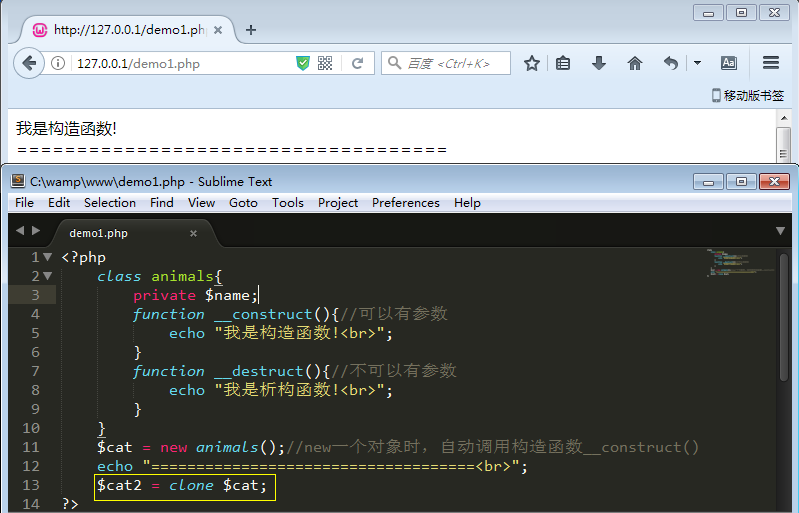 http://127.0.0.1/demo1.ph
127.0.0.1/demo1.php
百度 <Ctrl+K>
移动版书签
我是构造函数!
====================================
C:\wamp\www\demo1.php - Sublime Text
File Edit Selection Find View Goto Tools Project Preferences Help
demo1.php
1 <?php
2 class animals{
3 private $name;
4 function __construct(){//可以有参数
5 echo "我是构造函数!<br>";
6 }
7 function __destruct(){//不可以有参数
8 echo "我是析构函数!<br>";
9 }
10 }
11 $cat = new animals();//new一个对象时，自动调用构造函数__construct()
12 echo "====================================<br>";
13 $cat2 = clone $cat;
14 ?>